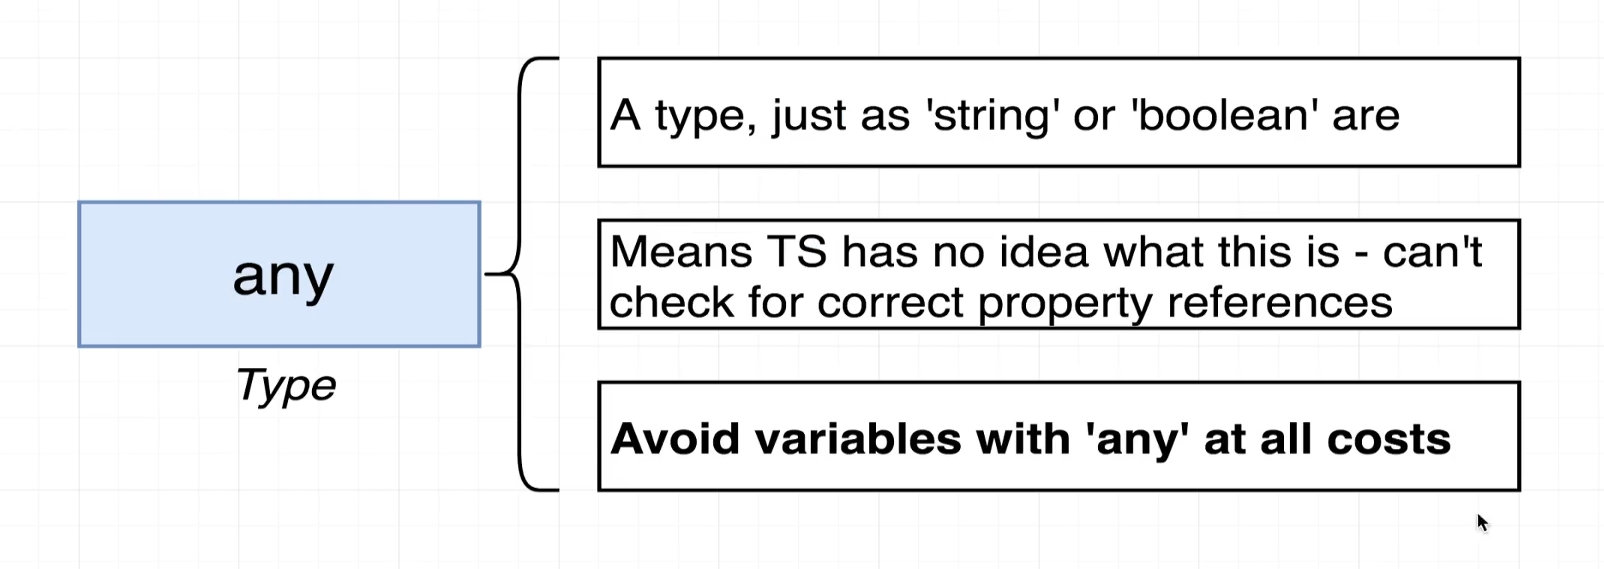 any
Type
A type, just as 'string' or 'boolean' are
Means TS has no idea what this is - can't
check for correct property references
Avoid variables with 'any' at all costs